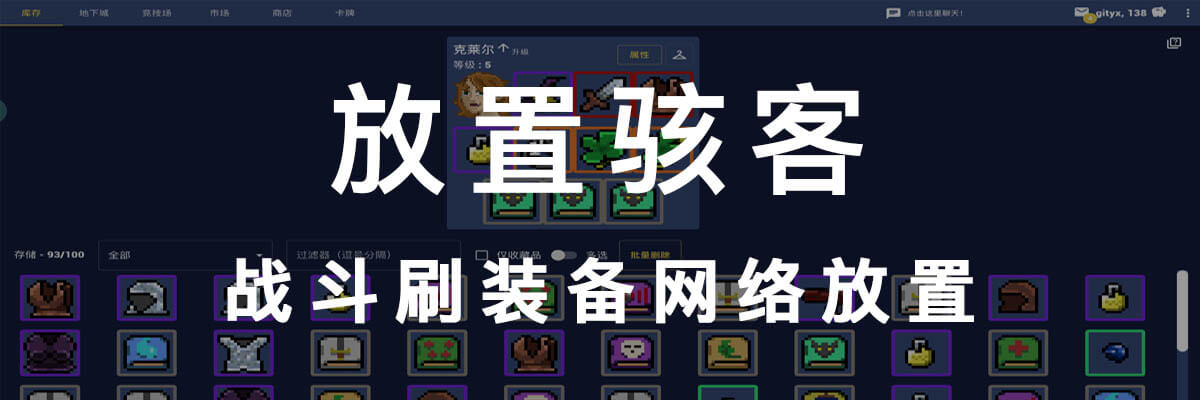 库存 地下城 竞技场 市场 商店 卡牌 点击这里聊天! 4 gityx, 138
克莱尔 升级
属性
等级 : 5
放置骇客
存储 - 93/100 全部 过滤器（逗号分隔） 仅收藏品 多选 批量删除
战斗刷装备网络放置